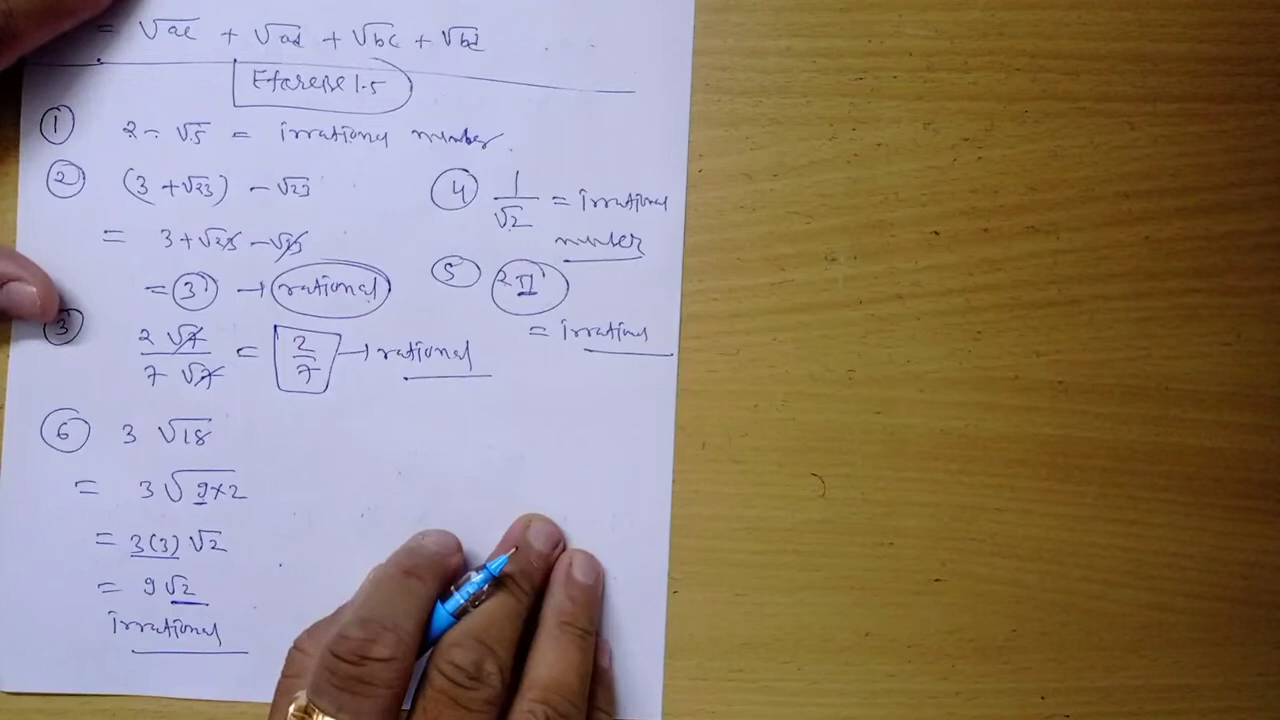 = √ac + √ad + √bc + √bd
Exercise 1.5
① 2 - √5 = irrational number.
② (3 + √23) - √23
= 3 + √23 - √23
= 3 → rational
③ 2√7 / 7√7 = 2/7 → rational
④ 1/√2 = irrational
number
⑤ 2π
= irrational
⑥ 3 √18
= 3 √9×2
= 3(3) √2
= 9 √2
irrational